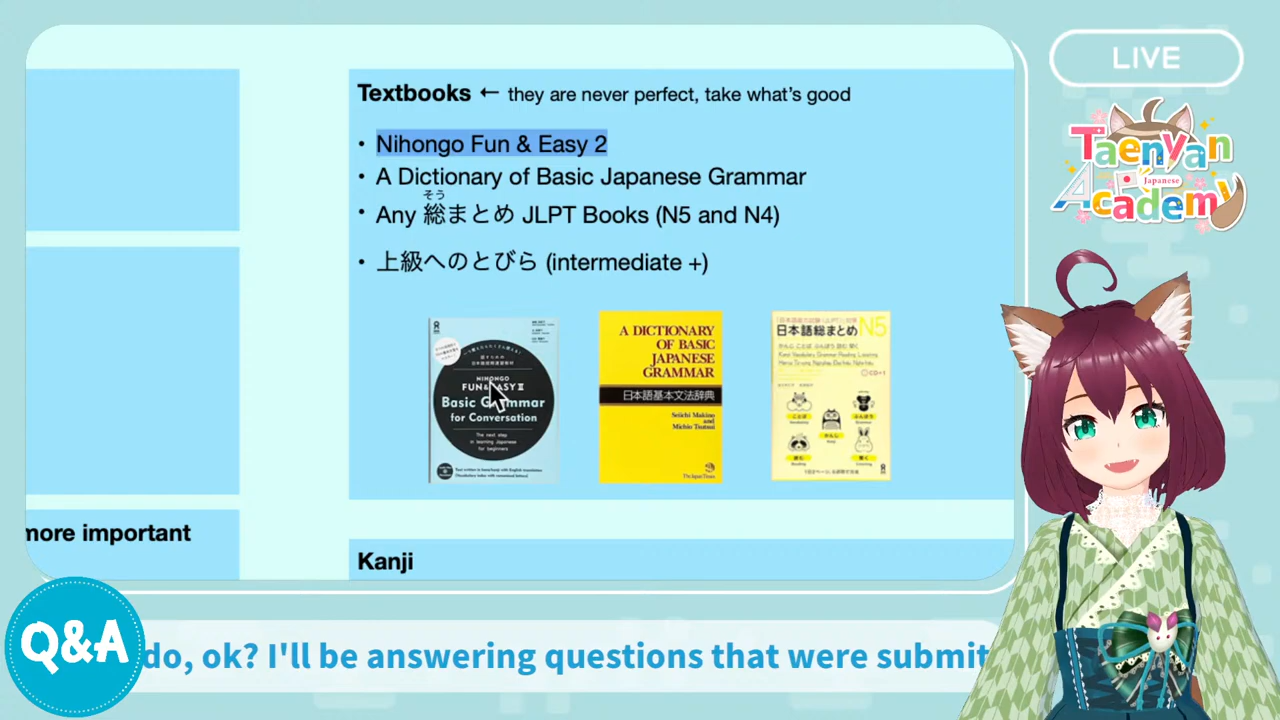 LIVE
Taenyan
Japanese
Academy
Textbooks ← they are never perfect, take what's good
• Nihongo Fun & Easy 2
• A Dictionary of Basic Japanese Grammar
そう
• Any 総まとめ JLPT Books (N5 and N4)
• 上級へのとびら (intermediate +)
NIHONGO
FUN & EASY II
Basic Grammar
for Conversation
The next step
in learning Japanese
for beginners
A DICTIONARY
OF BASIC
JAPANESE
GRAMMAR
日本語基本文法辞典
Seiichi Makino
and
Michio Tsutsui
The Japan Times
日本語総まとめ N5
more important
Kanji
Q&A
do, ok? I'll be answering questions that were submit